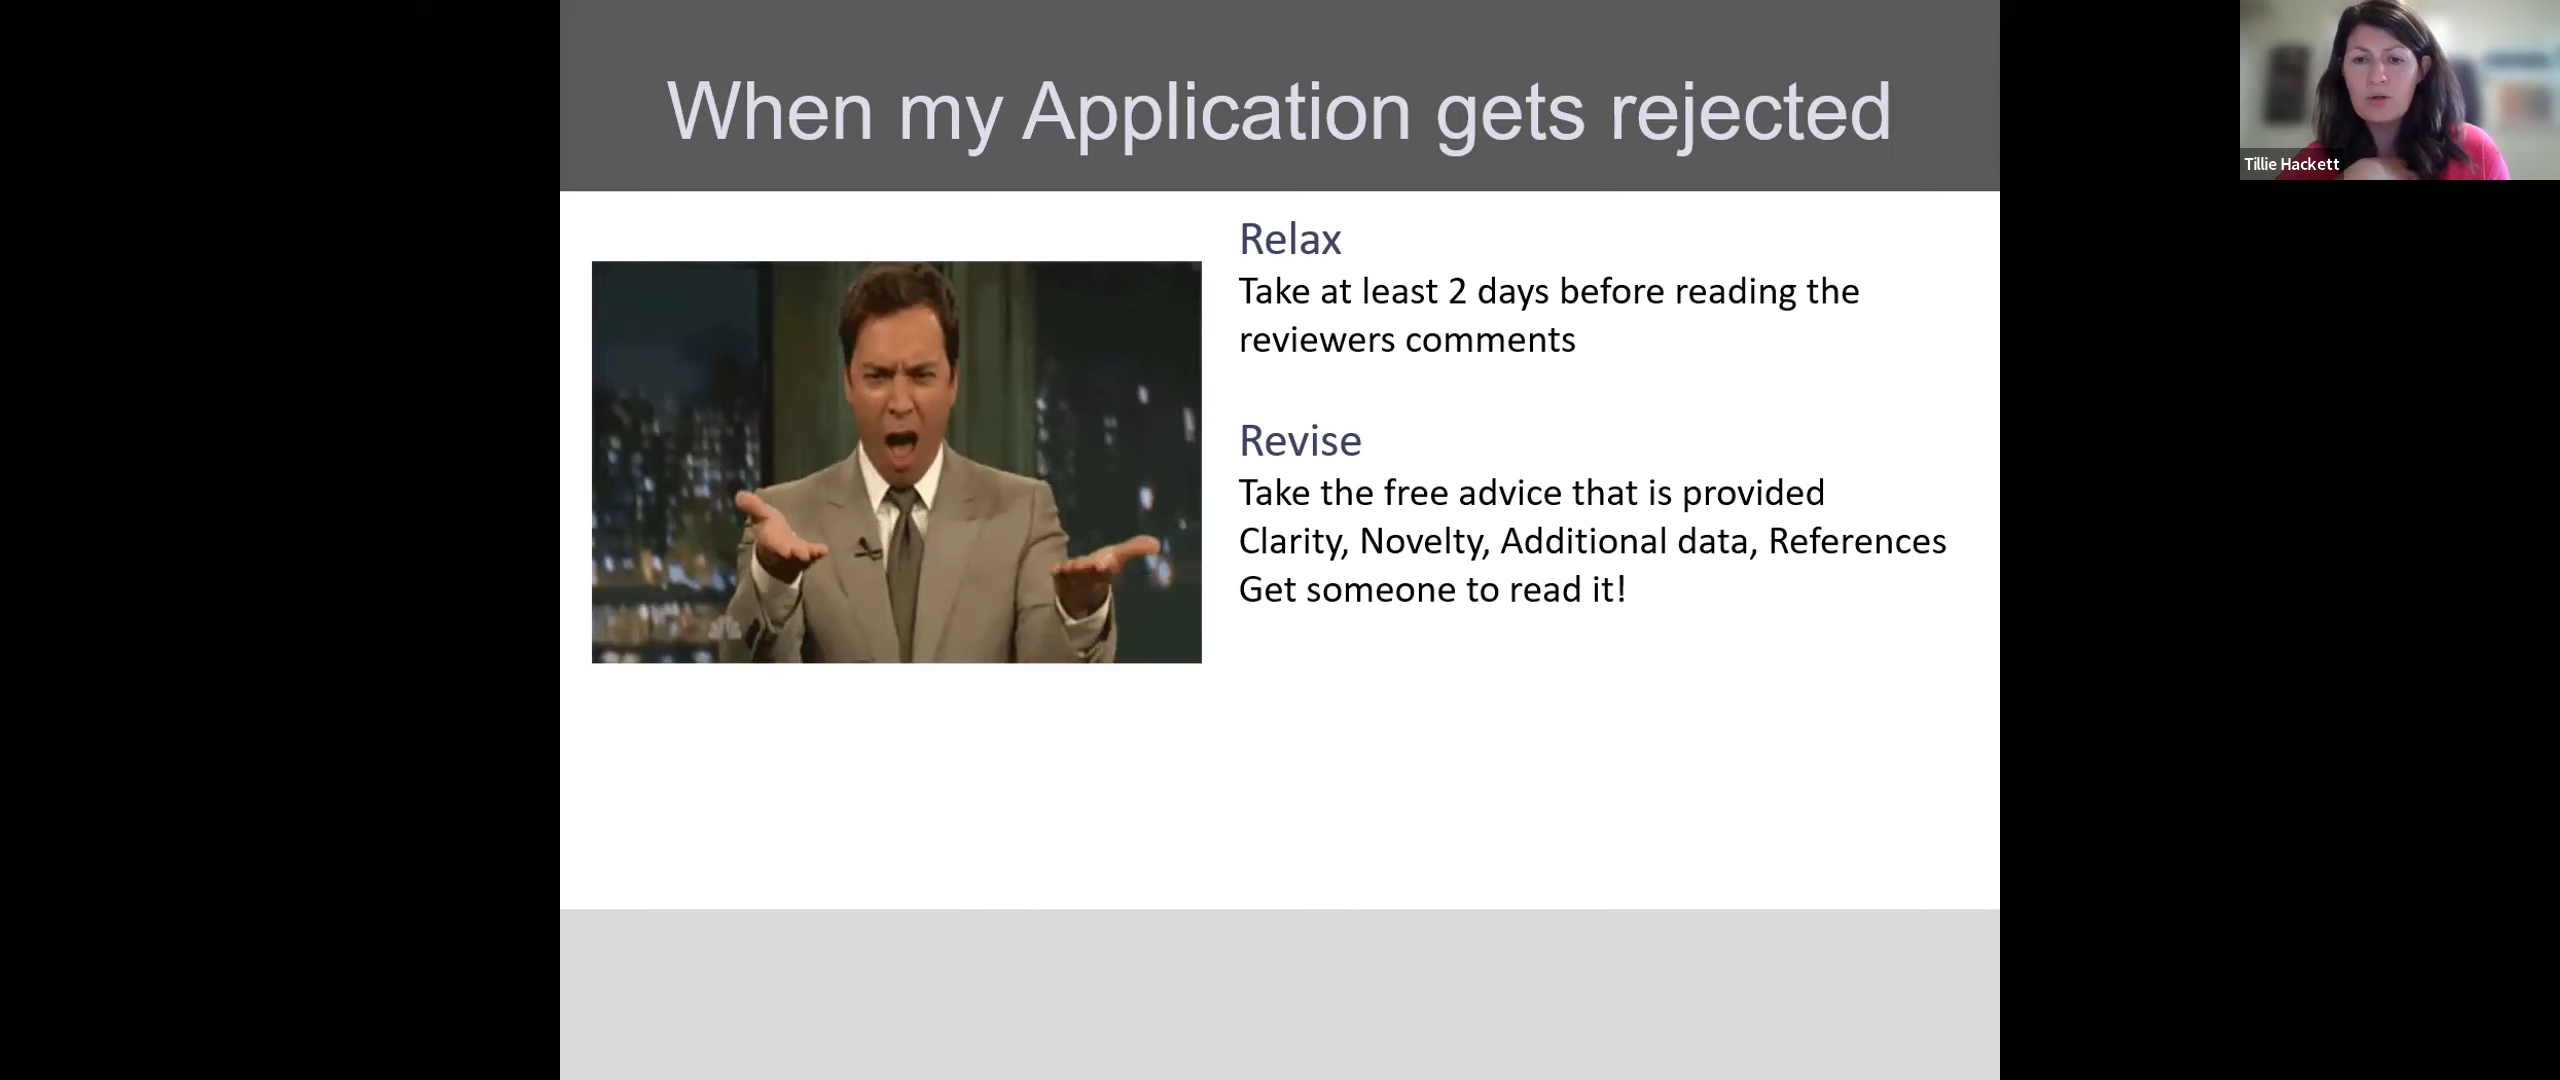 When my Application gets rejected
Relax
Take at least 2 days before reading the
reviewers comments
Revise
Take the free advice that is provided
Clarity, Novelty, Additional data, References
Get someone to read it!
Tillie Hackett